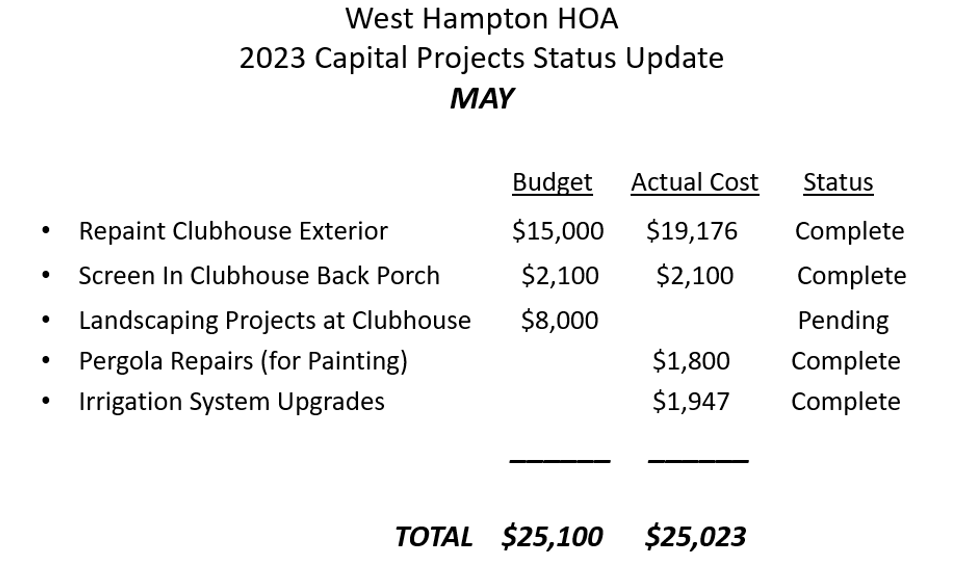 West Hampton HOA
2023 Capital Projects Status Update
MAY
Budget Actual Cost Status
• Repaint Clubhouse Exterior $15,000 $19,176 Complete
• Screen In Clubhouse Back Porch $2,100 $2,100 Complete
• Landscaping Projects at Clubhouse $8,000 Pending
• Pergola Repairs (for Painting) $1,800 Complete
• Irrigation System Upgrades $1,947 Complete
TOTAL $25,100 $25,023